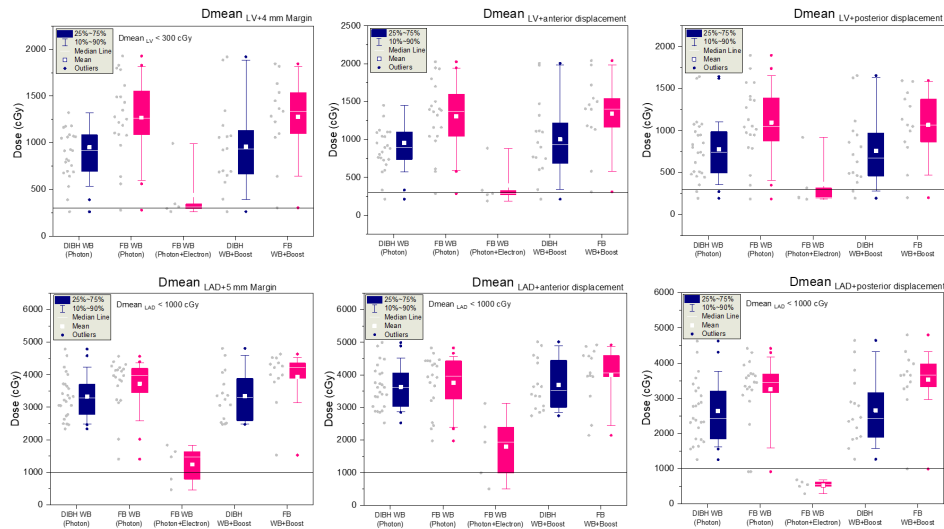 Dmean LV+4 mm Margin
25%~75%
10%~90%
Median Line
Mean
Outliers
Dmean LV < 300 cGy
Dose (cGy)
2000
1500
1000
500
0
DIBH WB (Photon)
FB WB (Photon)
FB WB (Photon+Electron)
DIBH WB+Boost
FB WB+Boost
Dmean LV+anterior displacement
25%~75%
10%~90%
Median Line
Mean
Outliers
Dose (cGy)
2500
2000
1500
1000
500
0
DIBH WB (Photon)
FB WB (Photon)
FB WB (Photon+Electron)
DIBH WB+Boost
FB WB+Boost
Dmean LV+posterior displacement
25%~75%
10%~90%
Median Line
Mean
Outliers
Dose (cGy)
2000
1500
1000
500
0
DIBH WB (Photon)
FB WB (Photon)
FB WB (Photon+Electron)
DIBH WB+Boost
FB WB+Boost
Dmean LAD+5 mm Margin
25%~75%
10%~90%
Median Line
Mean
Outliers
Dmean LAD < 1000 cGy
Dose (cGy)
6000
5000
4000
3000
2000
1000
0
DIBH WB (Photon)
FB WB (Photon)
FB WB (Photon+Electron)
DIBH WB+Boost
FB WB+Boost
Dmean LAD+anterior displacement
25%~75%
10%~90%
Median Line
Mean
Outliers
Dmean LAD < 1000 cGy
Dose (cGy)
6000
5000
4000
3000
2000
1000
0
DIBH WB (Photon)
FB WB (Photon)
FB WB (Photon+Electron)
DIBH WB+Boost
FB WB+Boost
Dmean LAD+posterior displacement
25%~75%
10%~90%
Median Line
Mean
Outliers
Dmean LAD < 1000 cGy
Dose (cGy)
6000
5000
4000
3000
2000
1000
0
DIBH WB (Photon)
FB WB (Photon)
FB WB (Photon+Electron)
DIBH WB+Boost
FB WB+Boost